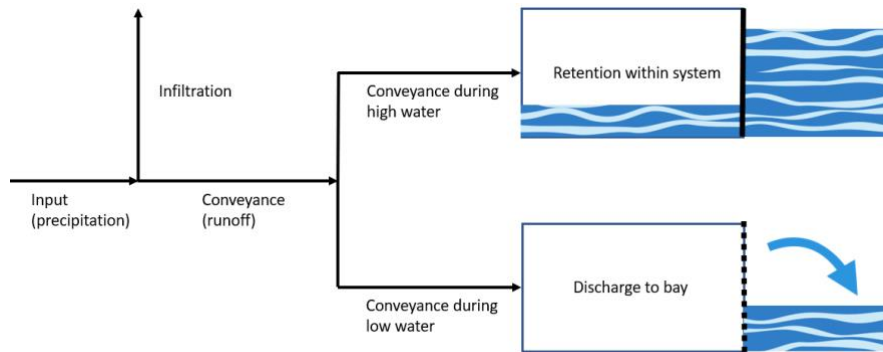 Infiltration
Input
(precipitation)
Conveyance
(runoff)
Conveyance during
high water
Retention within system
Conveyance during
low water
Discharge to bay